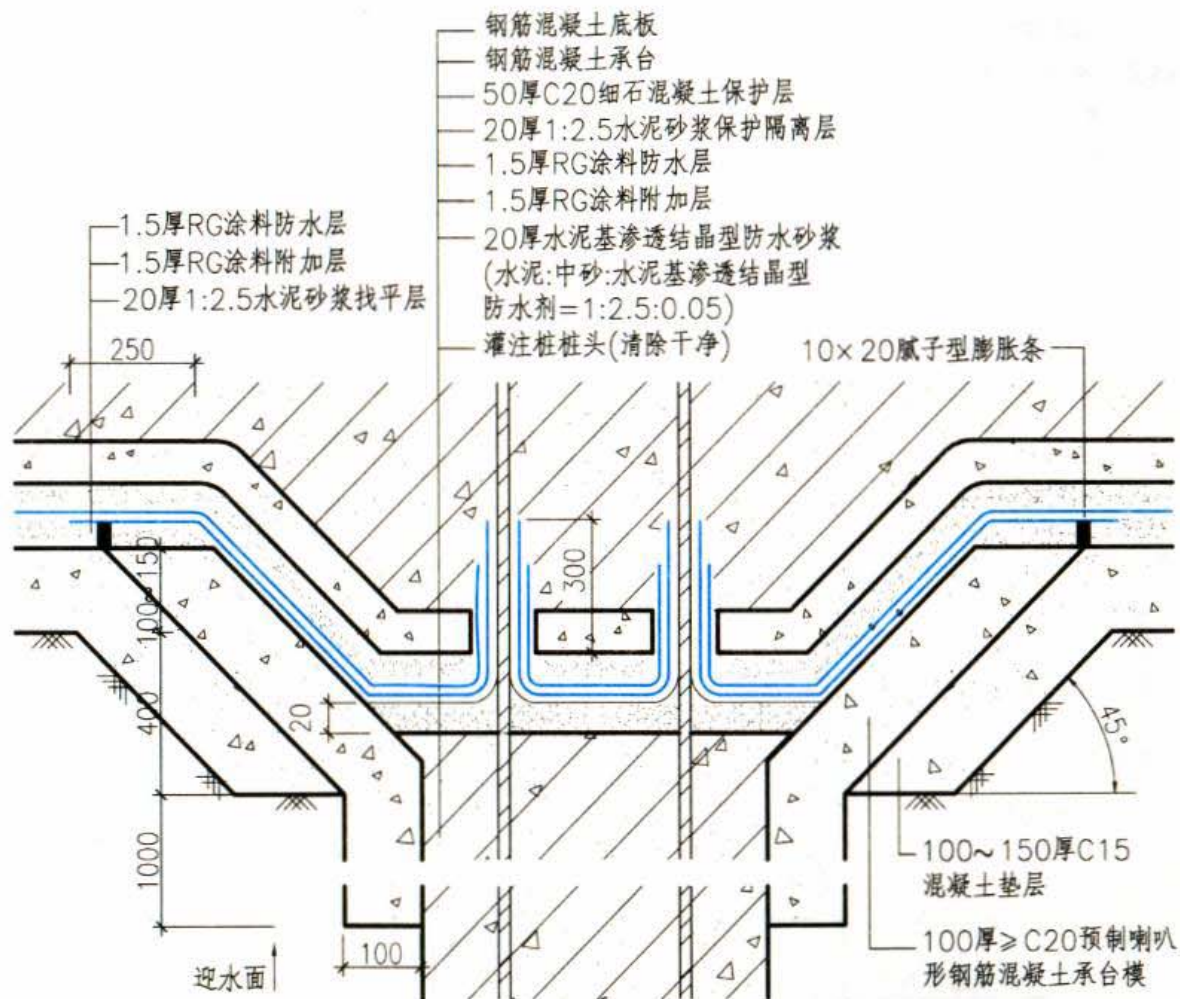 钢筋混凝土底板
钢筋混凝土承台
50厚C20细石混凝土保护层
20厚1:2.5水泥砂浆保护隔离层
1.5厚RG涂料防水层
1.5厚RG涂料附加层
20厚水泥基渗透结晶型防水砂浆
(水泥:中砂:水泥基渗透结晶型
防水剂=1:2.5:0.05)
灌注桩桩头(清除干净)
1.5厚RG涂料防水层
1.5厚RG涂料附加层
20厚1:2.5水泥砂浆找平层
250
10×20腻子型膨胀条
100~150
300
400
20
45°
1000
100~150厚C15
混凝土垫层
100厚≥C20预制喇叭
形钢筋混凝土承台模
100
迎水面